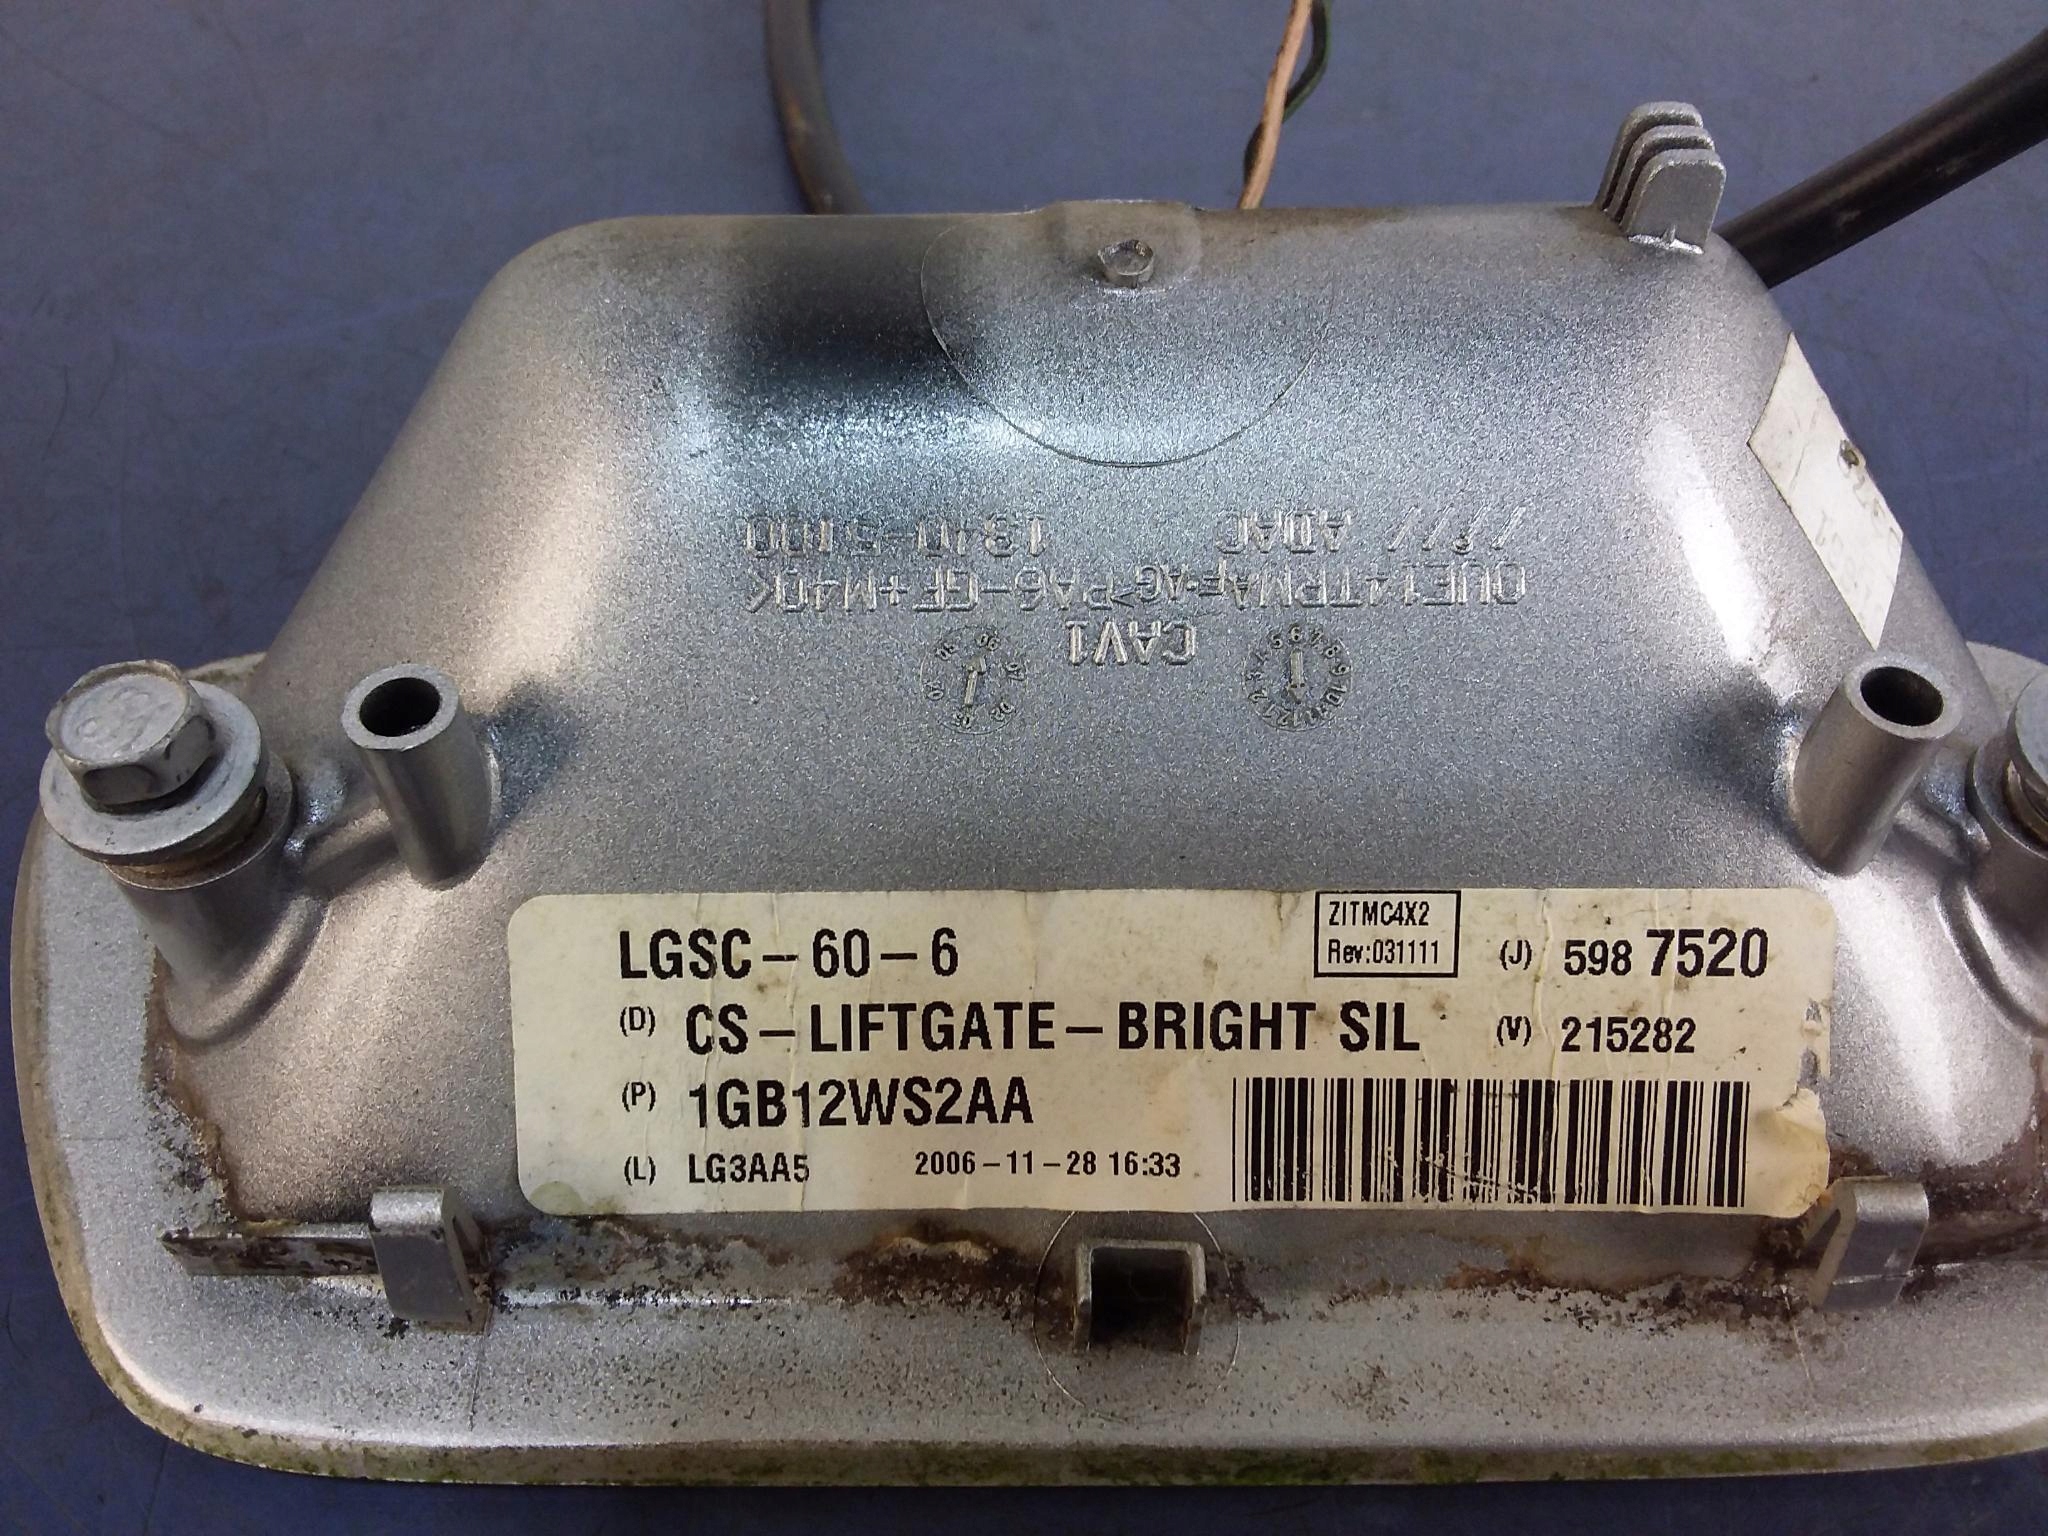 CAV1
LGSC-60-6
ZITMC4X2
Rev:031111
(J) 598 7520
(D) CS-LIFTGATE-BRIGHT SIL
(V) 215282
(P) 1GB12WS2AA
(L) LG3AA5 2006-11-28 16:33